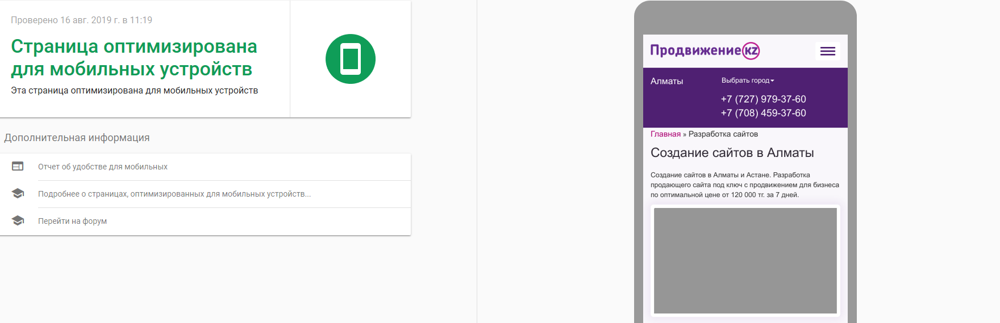 Проверено 16 авг. 2019 г. в 11:19
Страница оптимизирована
для мобильных устройств
Эта страница оптимизирована для мобильных устройств
Дополнительная информация
Отчет об удобстве для мобильных
Подробнее о страницах, оптимизированных для мобильных устройств...
Перейти на форум
Продвижение KZ
Алматы
Выбрать город
+7 (727) 979-37-60
+7 (708) 459-37-60
Главная » Разработка сайтов
Создание сайтов в Алматы
Создание сайтов в Алматы и Астане. Разработка
продающего сайта под ключ с продвижением для бизнеса
по оптимальной цене от 120 000 тг. за 7 дней.